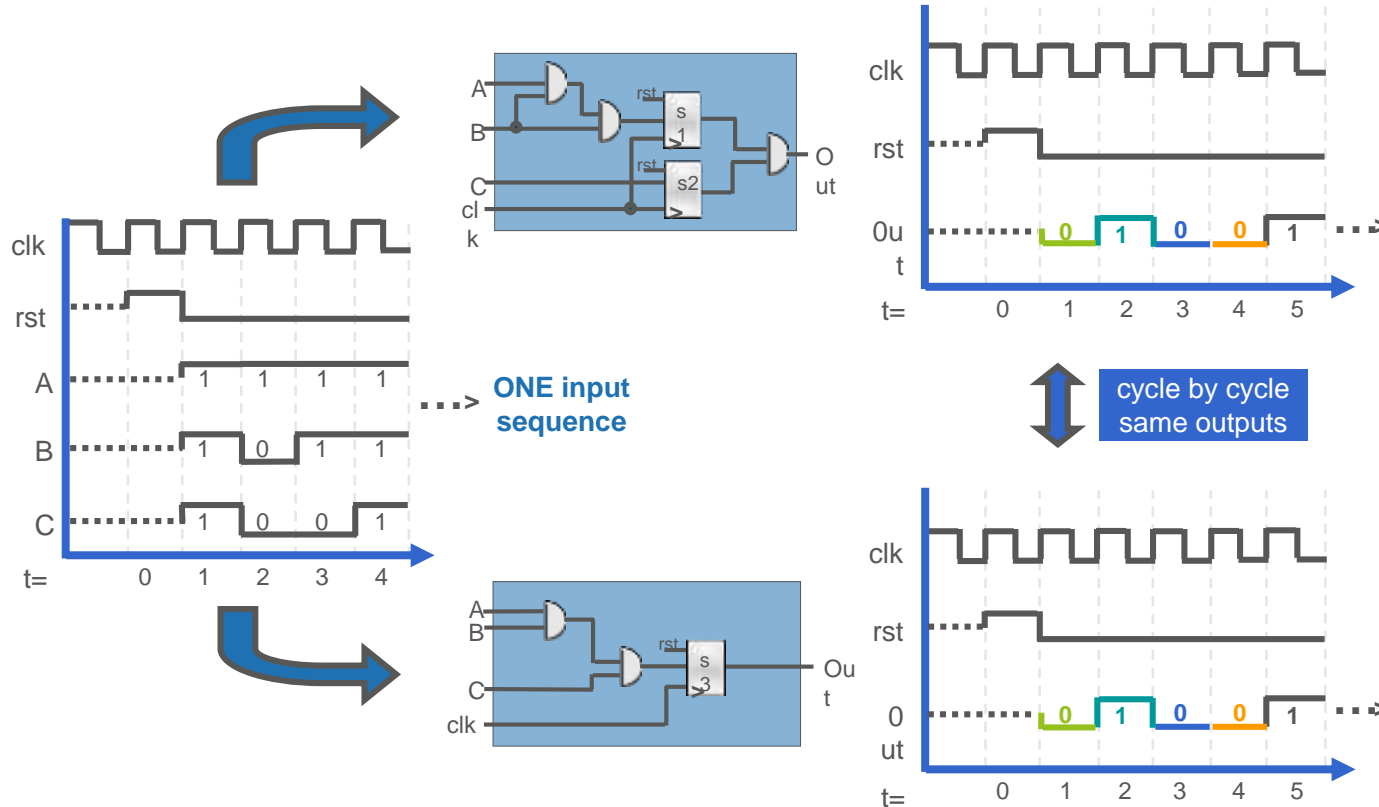 clk
rst
A
1 1 1 1
B
1 0 1 1
C
1 0 0 1
t=
0 1 2 3 4
ONE input
sequence
A
B
C
cl
k
rst
s
1
>
rst
s2
>
O
ut
clk
rst
0u
t
0 1 0 0 1
t=
0 1 2 3 4 5
cycle by cycle
same outputs
A
B
C
clk
rst
s
3
>
Ou
t
clk
rst
0
ut
0 1 0 0 1
t=
0 1 2 3 4 5